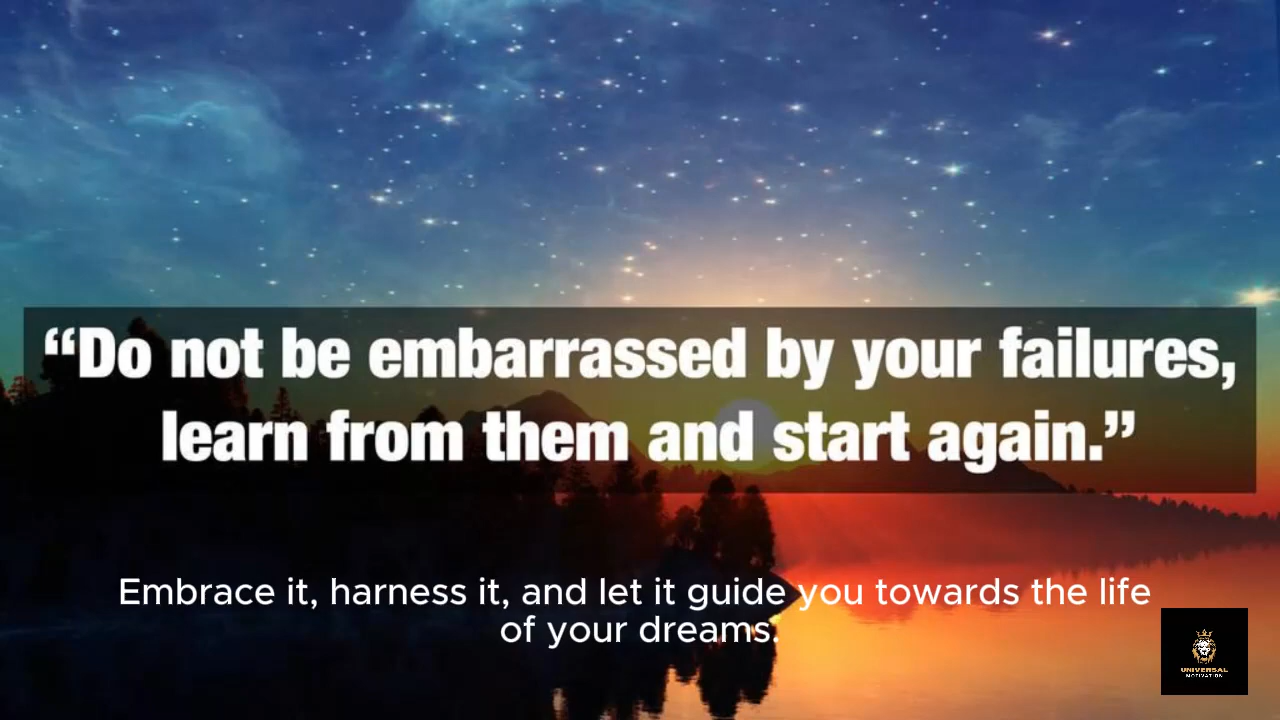 “Do not be embarrassed by your failures,
learn from them and start again.”
Embrace it, harness it, and let it guide you towards the life
of your dreams.
UNIVERSAL
MOTIVATION